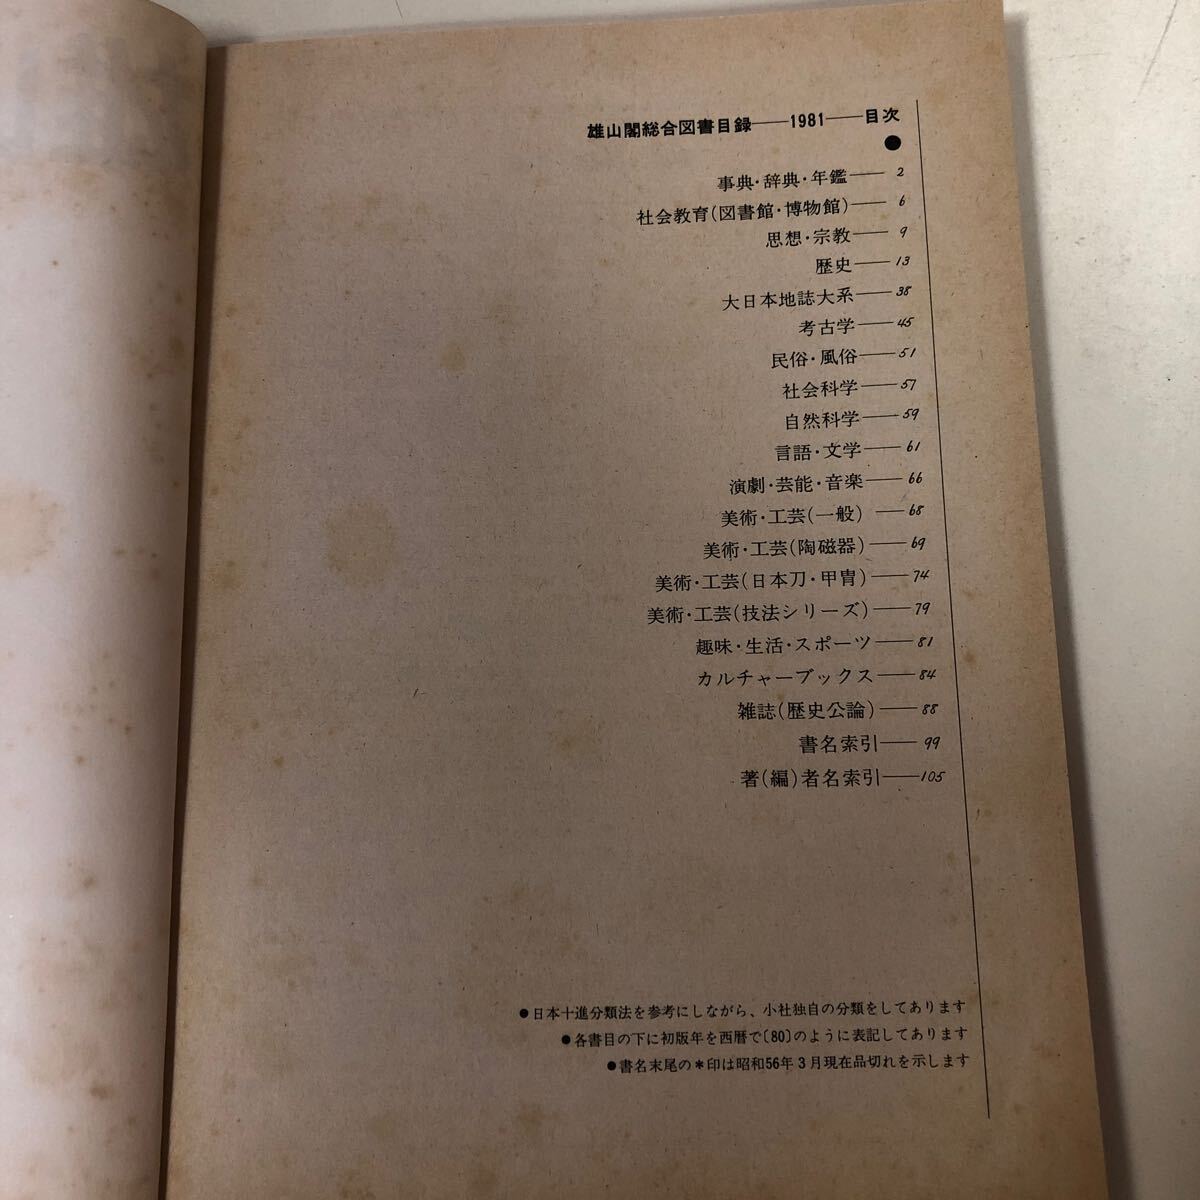 雄山閣総合図書目録——1981——目次
●
事典・辞典・年鑑——2
社会教育(図書館・博物館)——6
思想・宗教——9
歴史——13
大日本地誌大系——38
考古学——45
民俗・風俗——51
社会科学——57
自然科学——59
言語・文学——61
演劇・芸能・音楽——66
美術・工芸(一般)——68
美術・工芸(陶磁器)——69
美術・工芸(日本刀・甲冑)——74
美術・工芸(技法シリーズ)——79
趣味・生活・スポーツ——81
カルチャーブックス——84
雑誌(歴史公論)——88
書名索引——99
著(編)者名索引——105
●日本十進分類法を参考にしながら、小社独自の分類をしてあります
●各書目の下に初版年を西暦で〔80〕のように表記してあります
●書名末尾の＊印は昭和56年3月現在品切れを示します